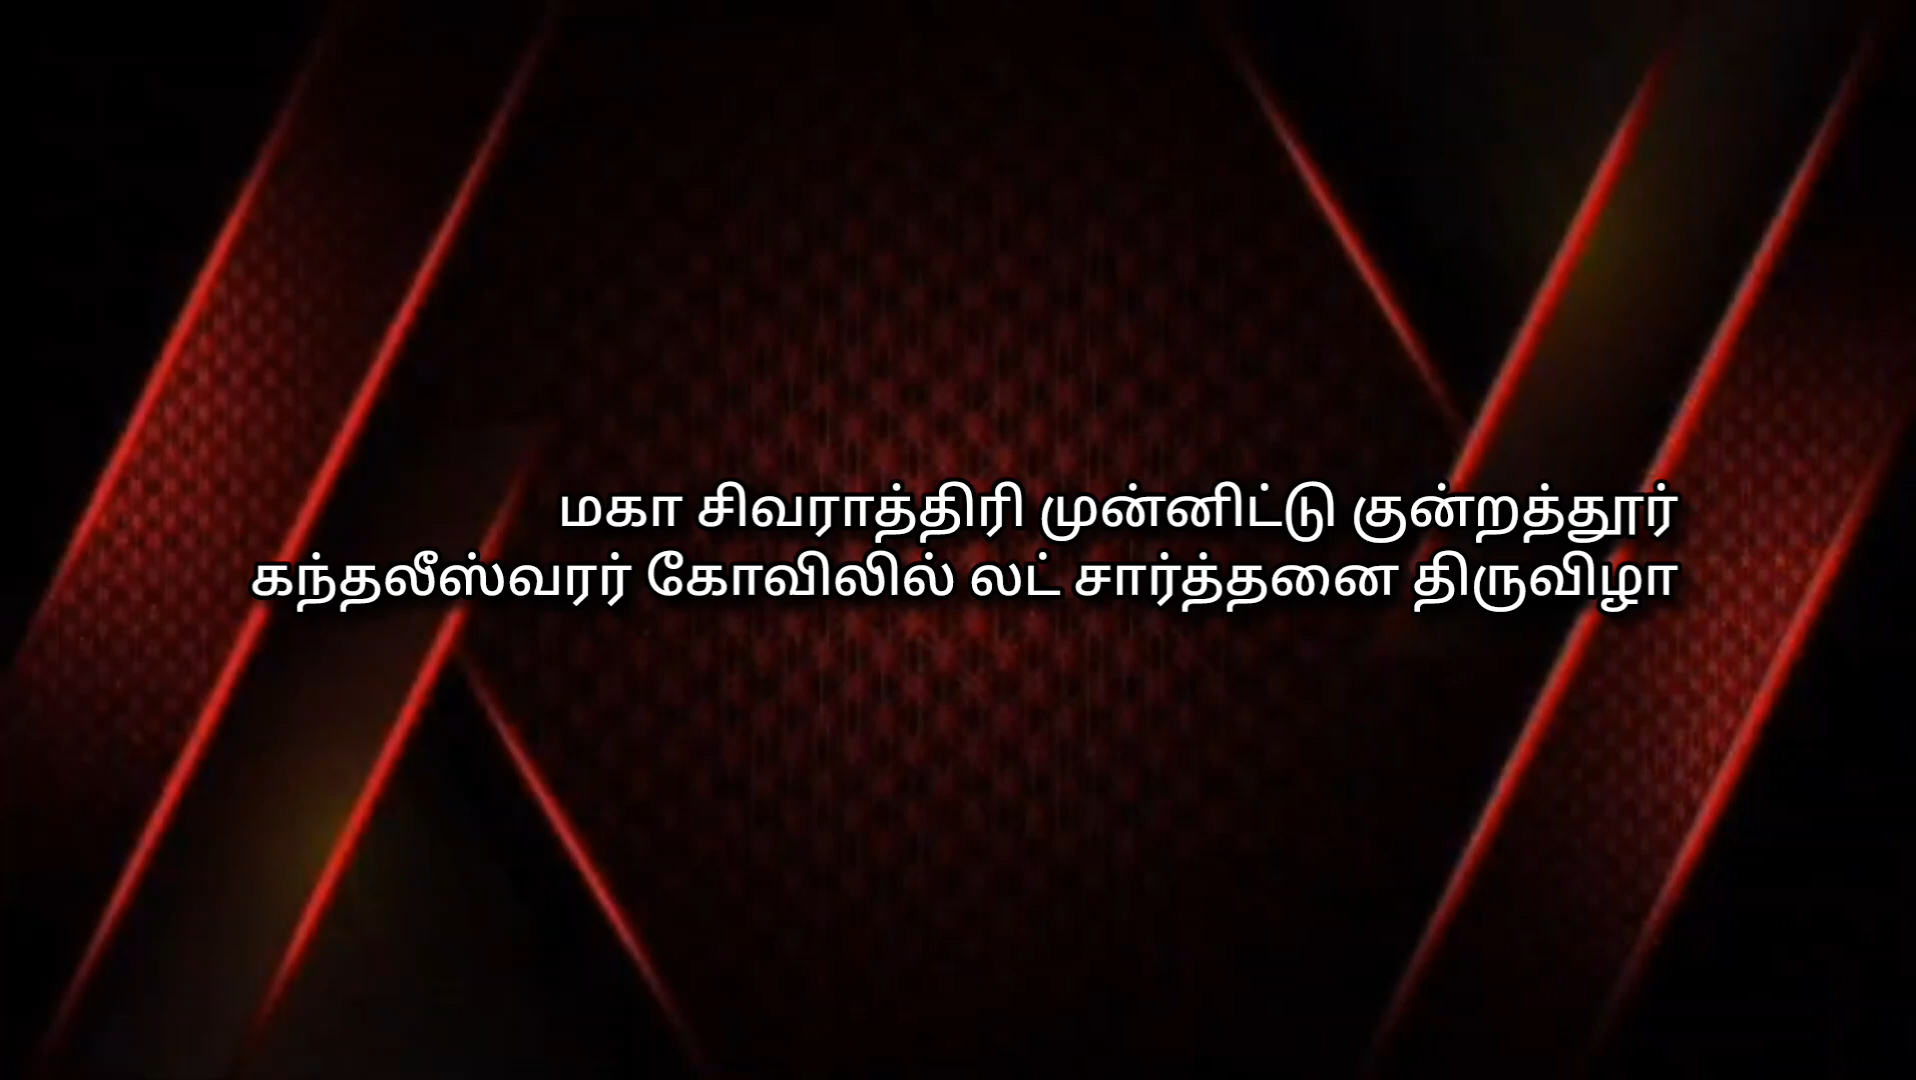 மகா சிவராத்திரி முன்னிட்டு குன்றத்தூர்
கந்தலீஸ்வரர் கோவிலில் லட் சார்த்தனை திருவிழா